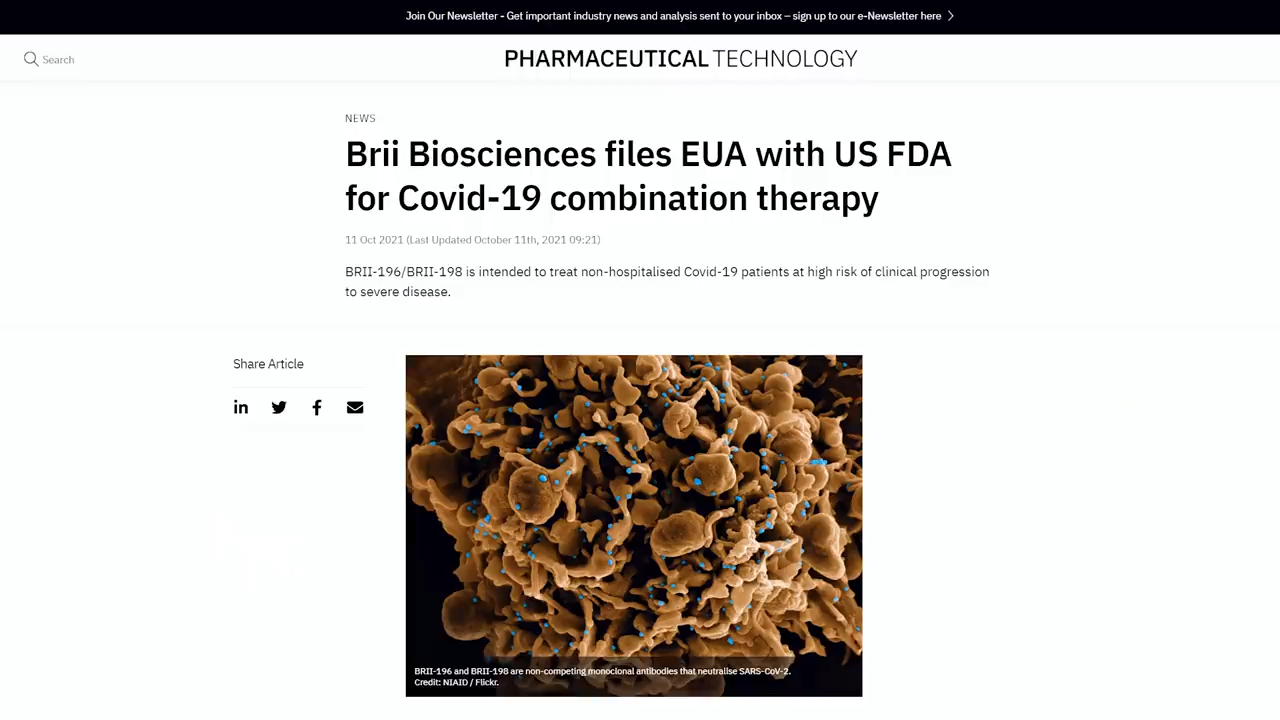 Join Our Newsletter - Get important industry news and analysis sent to your inbox – sign up to our e-Newsletter here
Search
PHARMACEUTICAL TECHNOLOGY
NEWS
Brii Biosciences files EUA with US FDA
for Covid-19 combination therapy
11 Oct 2021 (Last Updated October 11th, 2021 09:21)
BRII-196/BRII-198 is intended to treat non-hospitalised Covid-19 patients at high risk of clinical progression
to severe disease.
Share Article
BRII-196 and BRII-198 are non-competing monoclonal antibodies that neutralise SARS-CoV-2.
Credit: NIAID / Flickr.